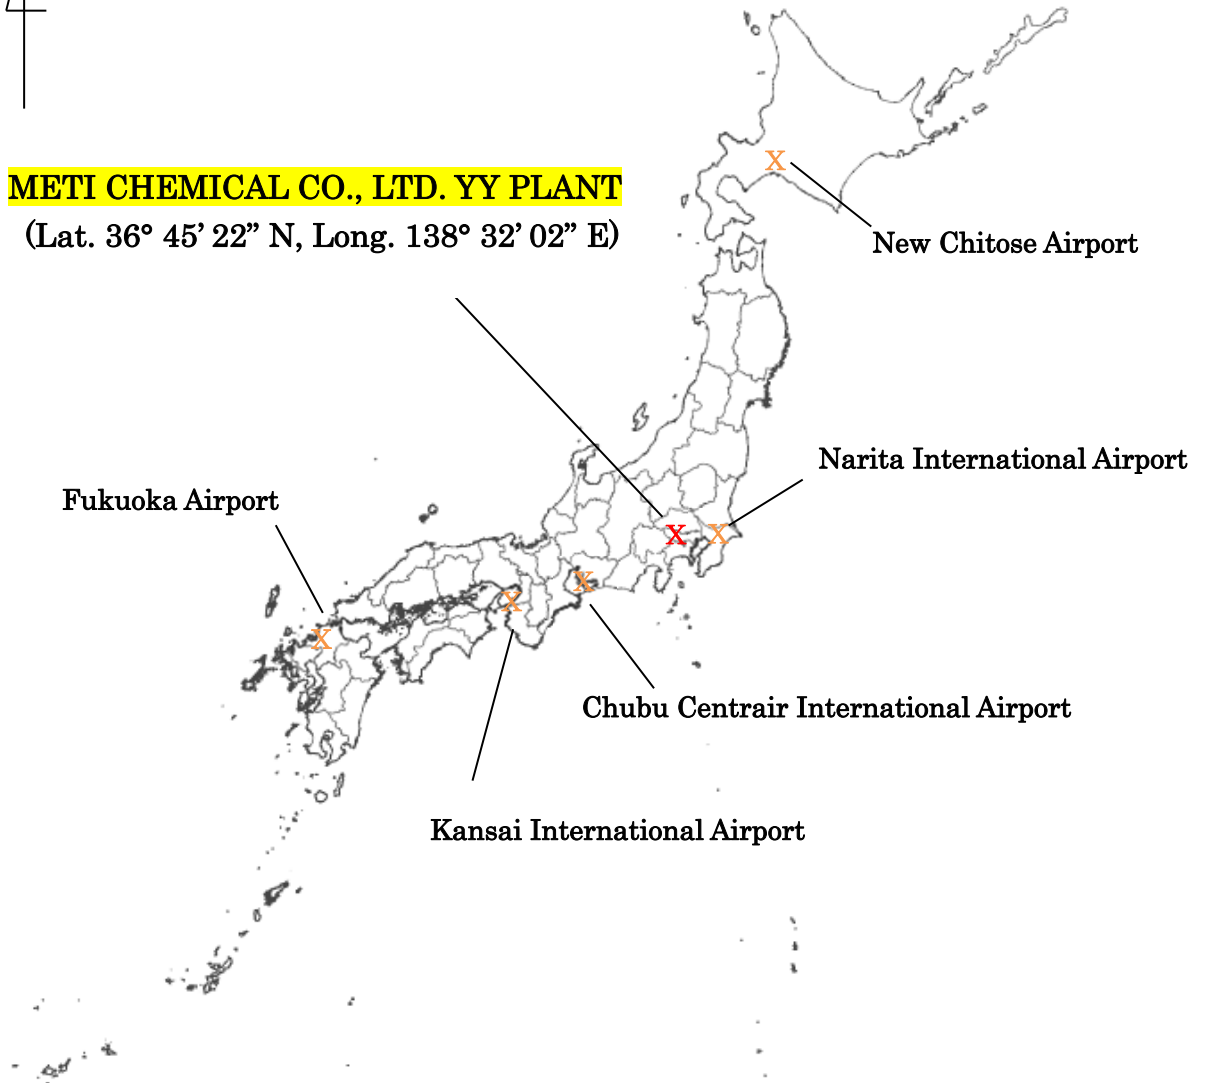 METI CHEMICAL CO., LTD. YY PLANT
(Lat. 36° 45’ 22” N, Long. 138° 32’ 02” E)
X
New Chitose Airport
Narita International Airport
Fukuoka Airport
X X
X
X
X
Chubu Centrair International Airport
Kansai International Airport